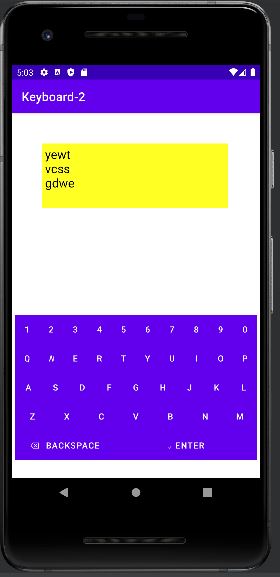 5:03
Keyboard-2
yewt
vcss
gdwe
1 2 3 4 5 6 7 8 9 0
Q W E R T Y U I O P
A S D F G H J K L
Z X C V B N M
BACKSPACE ENTER